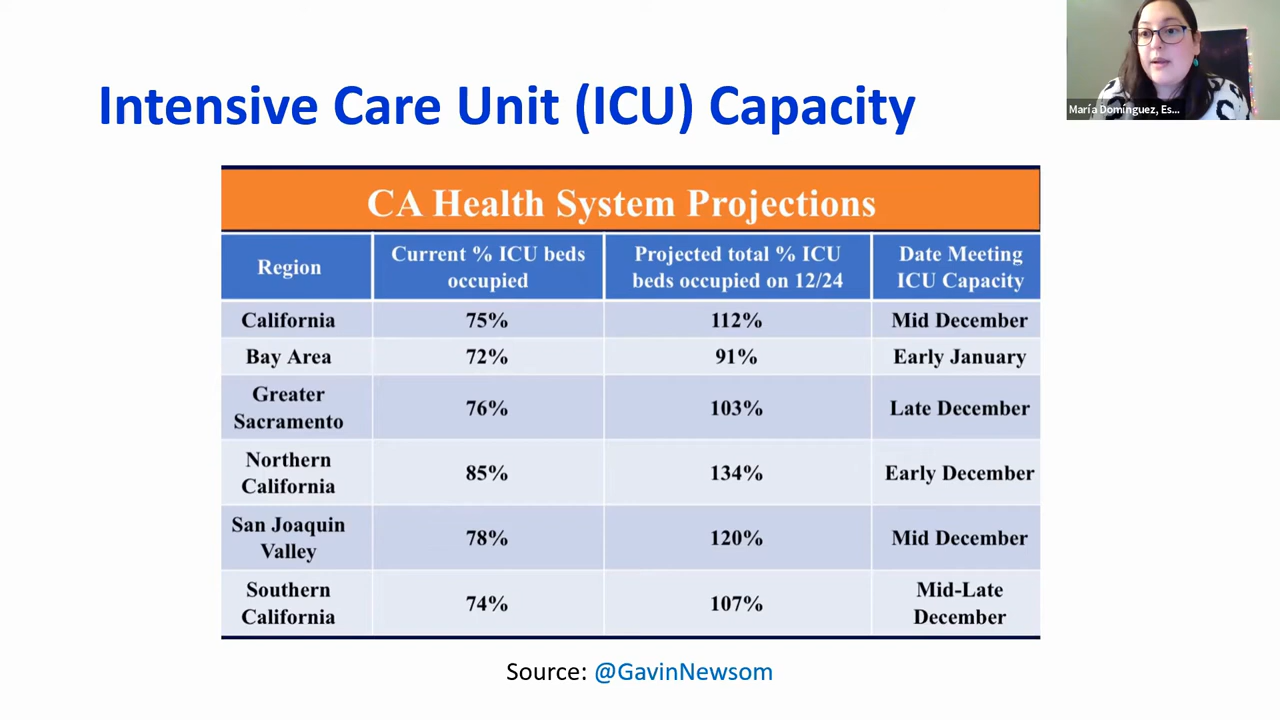 Intensive Care Unit (ICU) Capacity
María Domínguez, Es...
CA Health System Projections
Region
Current % ICU beds
occupied
Projected total % ICU
beds occupied on 12/24
Date Meeting
ICU Capacity
California
75%
112%
Mid December
Bay Area
72%
91%
Early January
Greater
Sacramento
76%
103%
Late December
Northern
California
85%
134%
Early December
San Joaquin
Valley
78%
120%
Mid December
Southern
California
74%
107%
Mid-Late
December
Source: @GavinNewsom